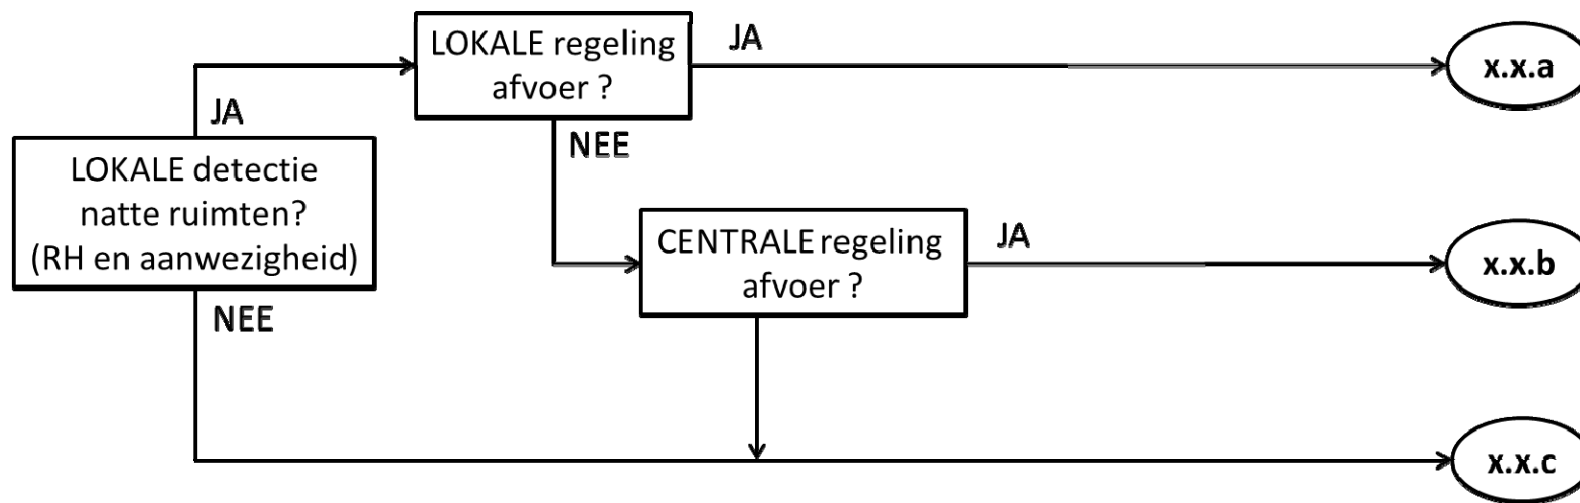 LOKALE regeling
afvoer ?
JA
x.x.a
JA
NEE
LOKALE detectie
natte ruimten?
(RH en aanwezigheid)
CENTRALE regeling
afvoer ?
JA
x.x.b
NEE
x.x.c